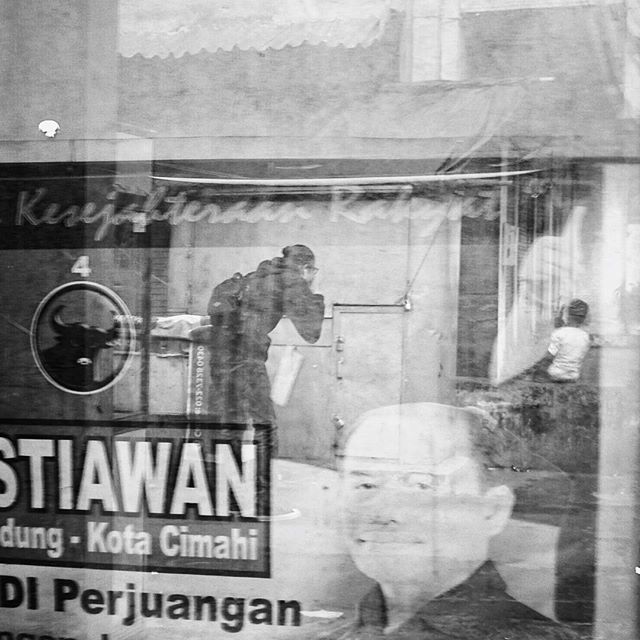 Kesejahteraan Rakyat
4
STIAWAN
dung - Kota Cimahi
DI Perjuangan